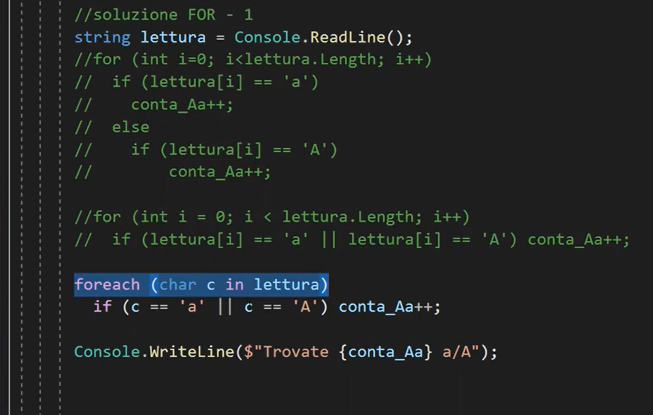 //soluzione FOR - 1
string lettura = Console.ReadLine();
//for (int i=0; i<lettura.Length; i++)
//  if (lettura[i] == 'a')
//    conta_Aa++;
//  else
//    if (lettura[i] == 'A')
//        conta_Aa++;
//for (int i = 0; i < lettura.Length; i++)
//  if (lettura[i] == 'a' || lettura[i] == 'A') conta_Aa++;
foreach (char c in lettura)
  if (c == 'a' || c == 'A') conta_Aa++;
Console.WriteLine($"Trovate {conta_Aa} a/A");